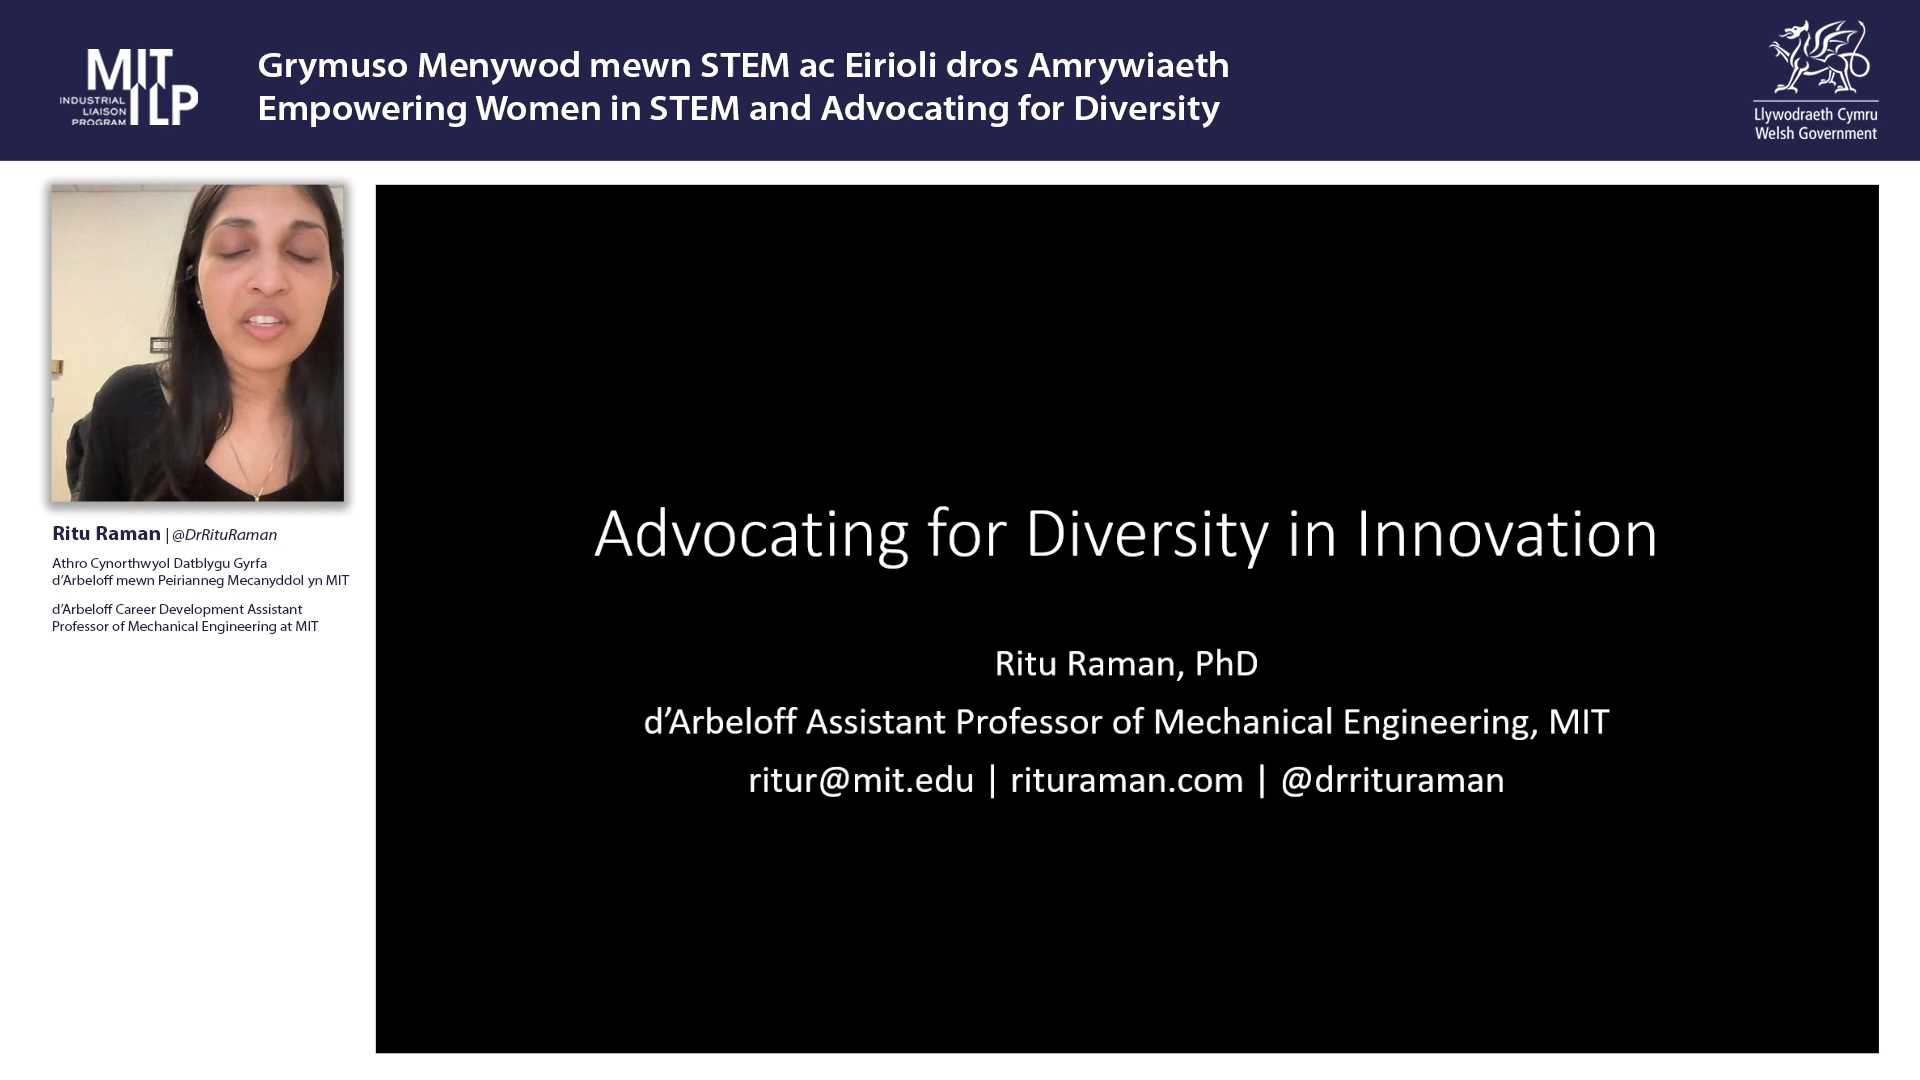 MIT
ILP
INDUSTRIAL
LIAISON
PROGRAM
Grymuso Menywod mewn STEM ac Eirioli dros Amrywiaeth
Empowering Women in STEM and Advocating for Diversity
Llywodraeth Cymru
Welsh Government
Ritu Raman | @DrRituRaman
Athro Cynorthwyol Datblygu Gyrfa
d’Arbeloff mewn Peirianneg Mecanyddol yn MIT
d’Arbeloff Career Development Assistant
Professor of Mechanical Engineering at MIT
Advocating for Diversity in Innovation
Ritu Raman, PhD
d’Arbeloff Assistant Professor of Mechanical Engineering, MIT
ritur@mit.edu | rituraman.com | @drrituraman